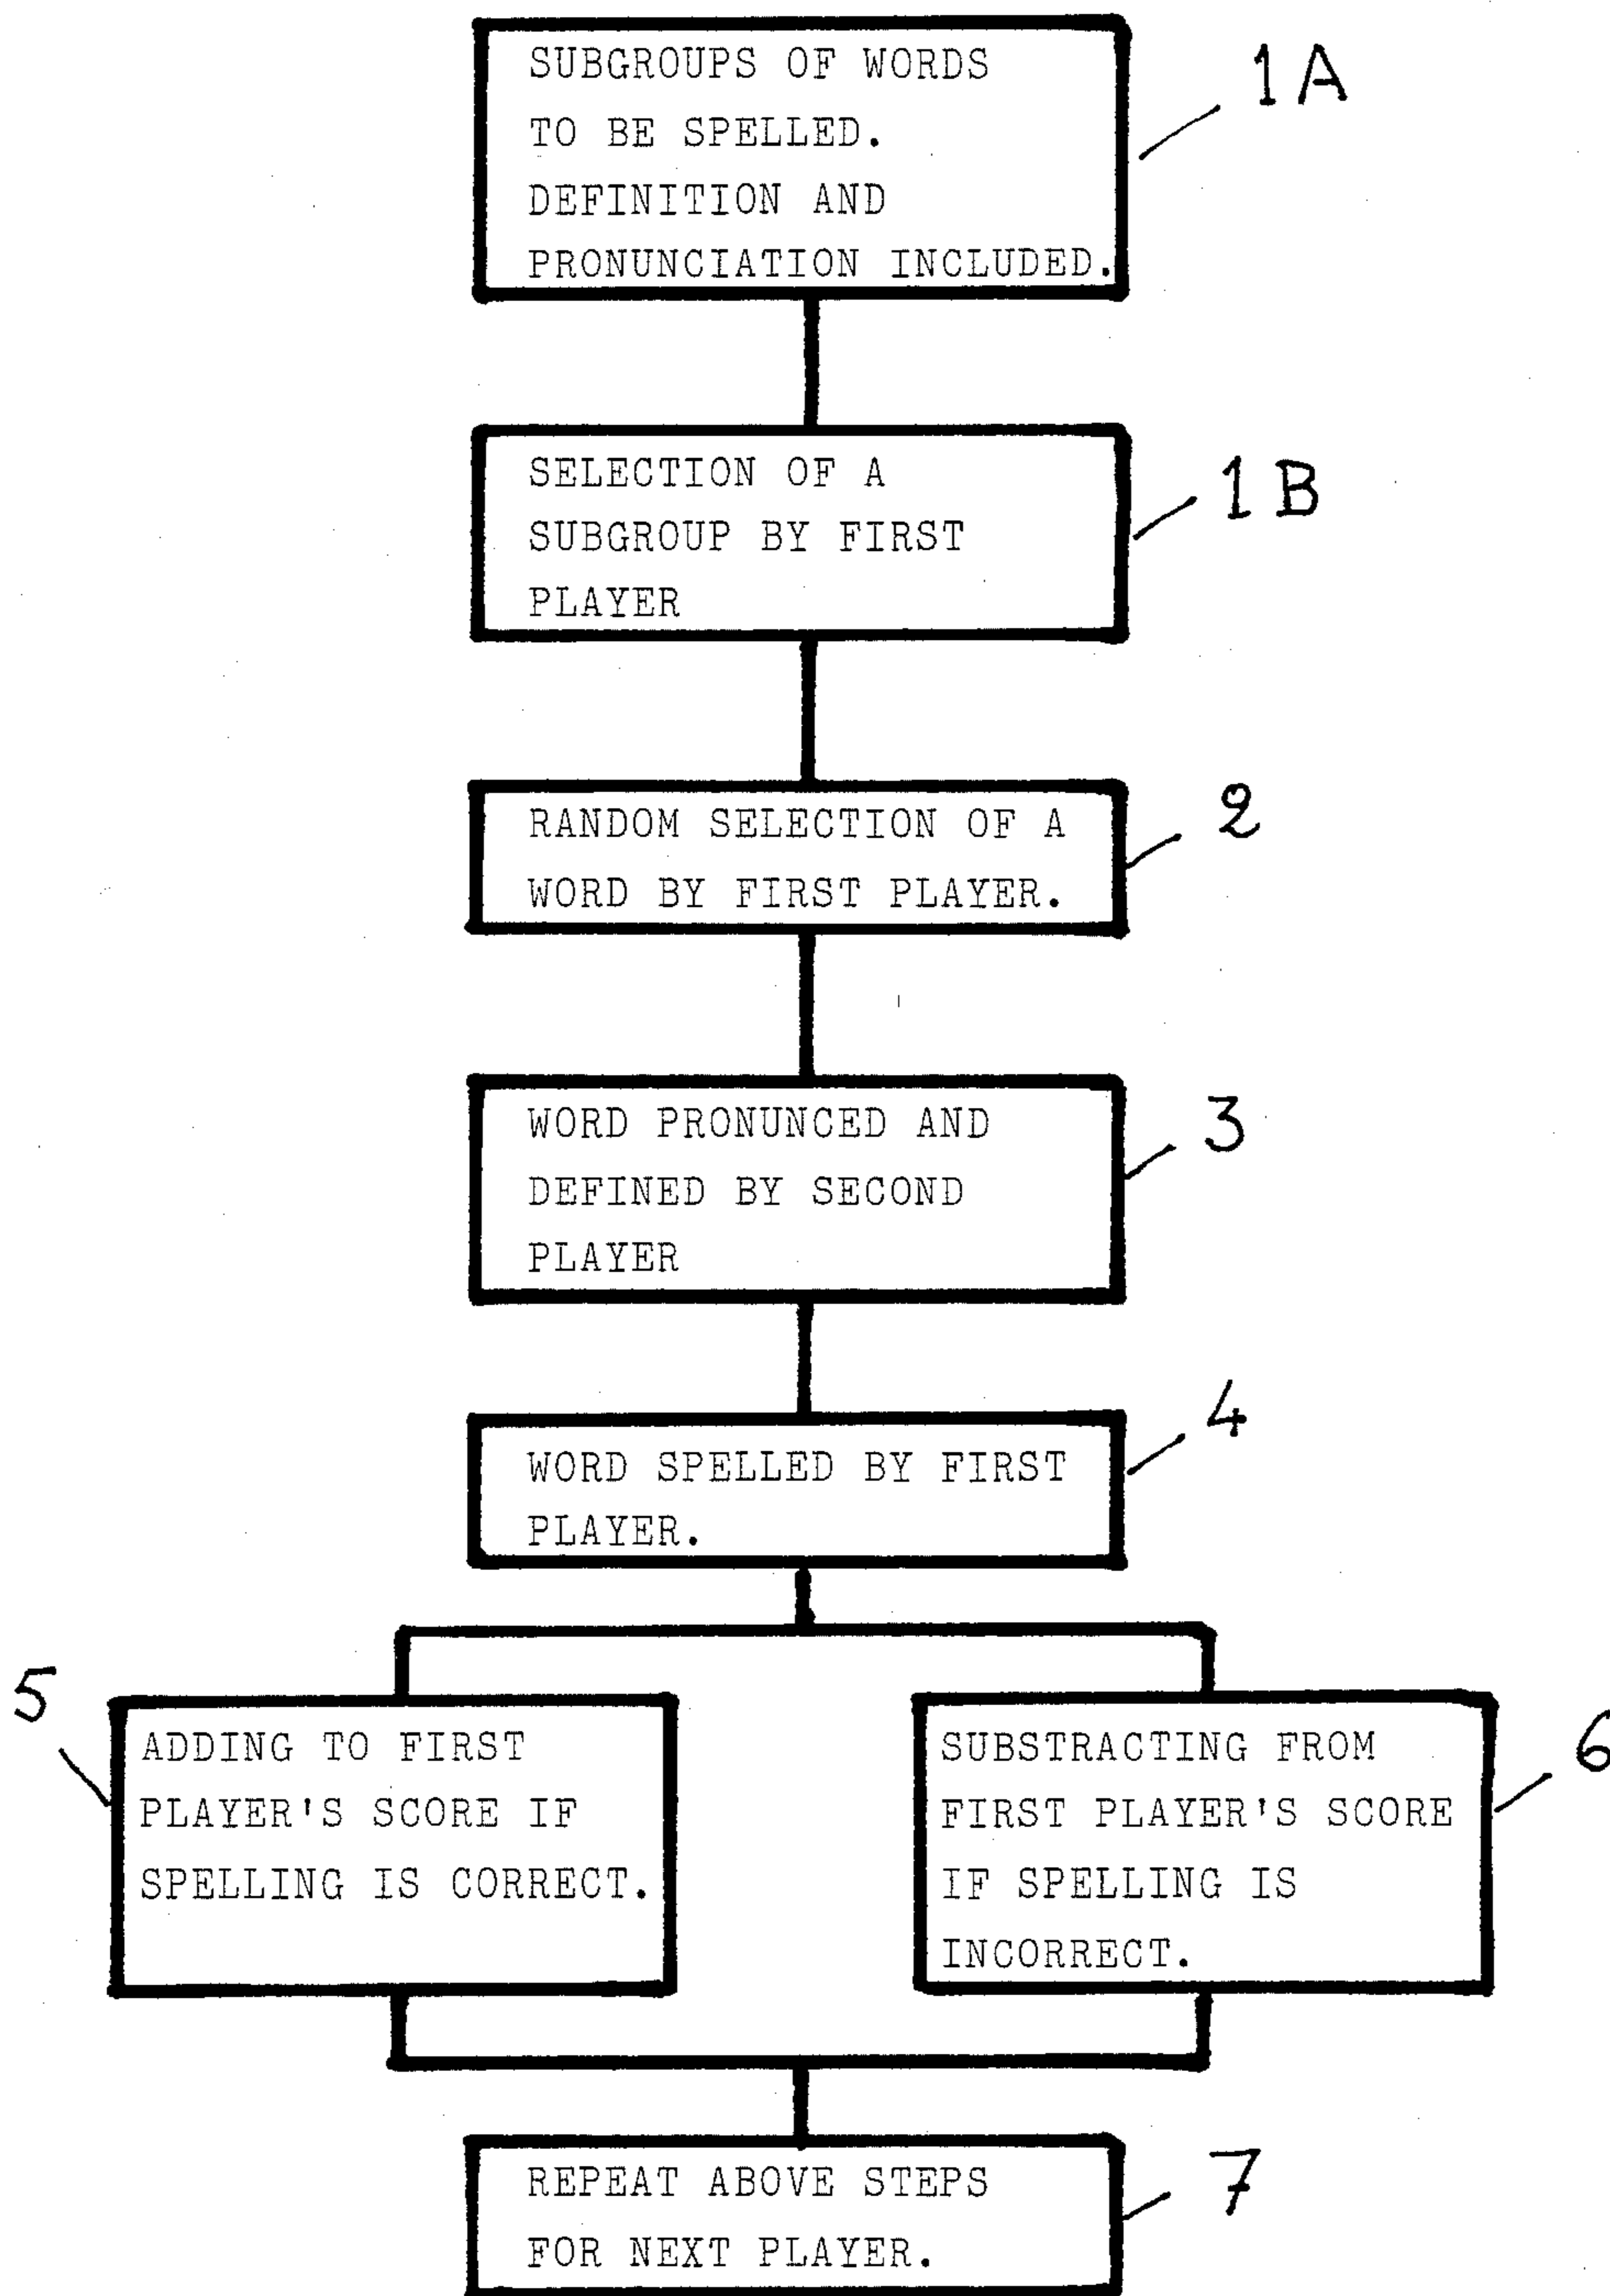 SUBGROUPS OF WORDS
TO BE SPELLED.
DEFINITION AND
PRONUNCIATION INCLUDED.
1A
SELECTION OF A
SUBGROUP BY FIRST
PLAYER
1B
RANDOM SELECTION OF A
WORD BY FIRST PLAYER.
2
WORD PRONUNCED AND
DEFINED BY SECOND
PLAYER
3
WORD SPELLED BY FIRST
PLAYER.
4
5
ADDING TO FIRST
PLAYER'S SCORE IF
SPELLING IS CORRECT.
SUBSTRACTING FROM
FIRST PLAYER'S SCORE
IF SPELLING IS
INCORRECT.
6
REPEAT ABOVE STEPS
FOR NEXT PLAYER.
7